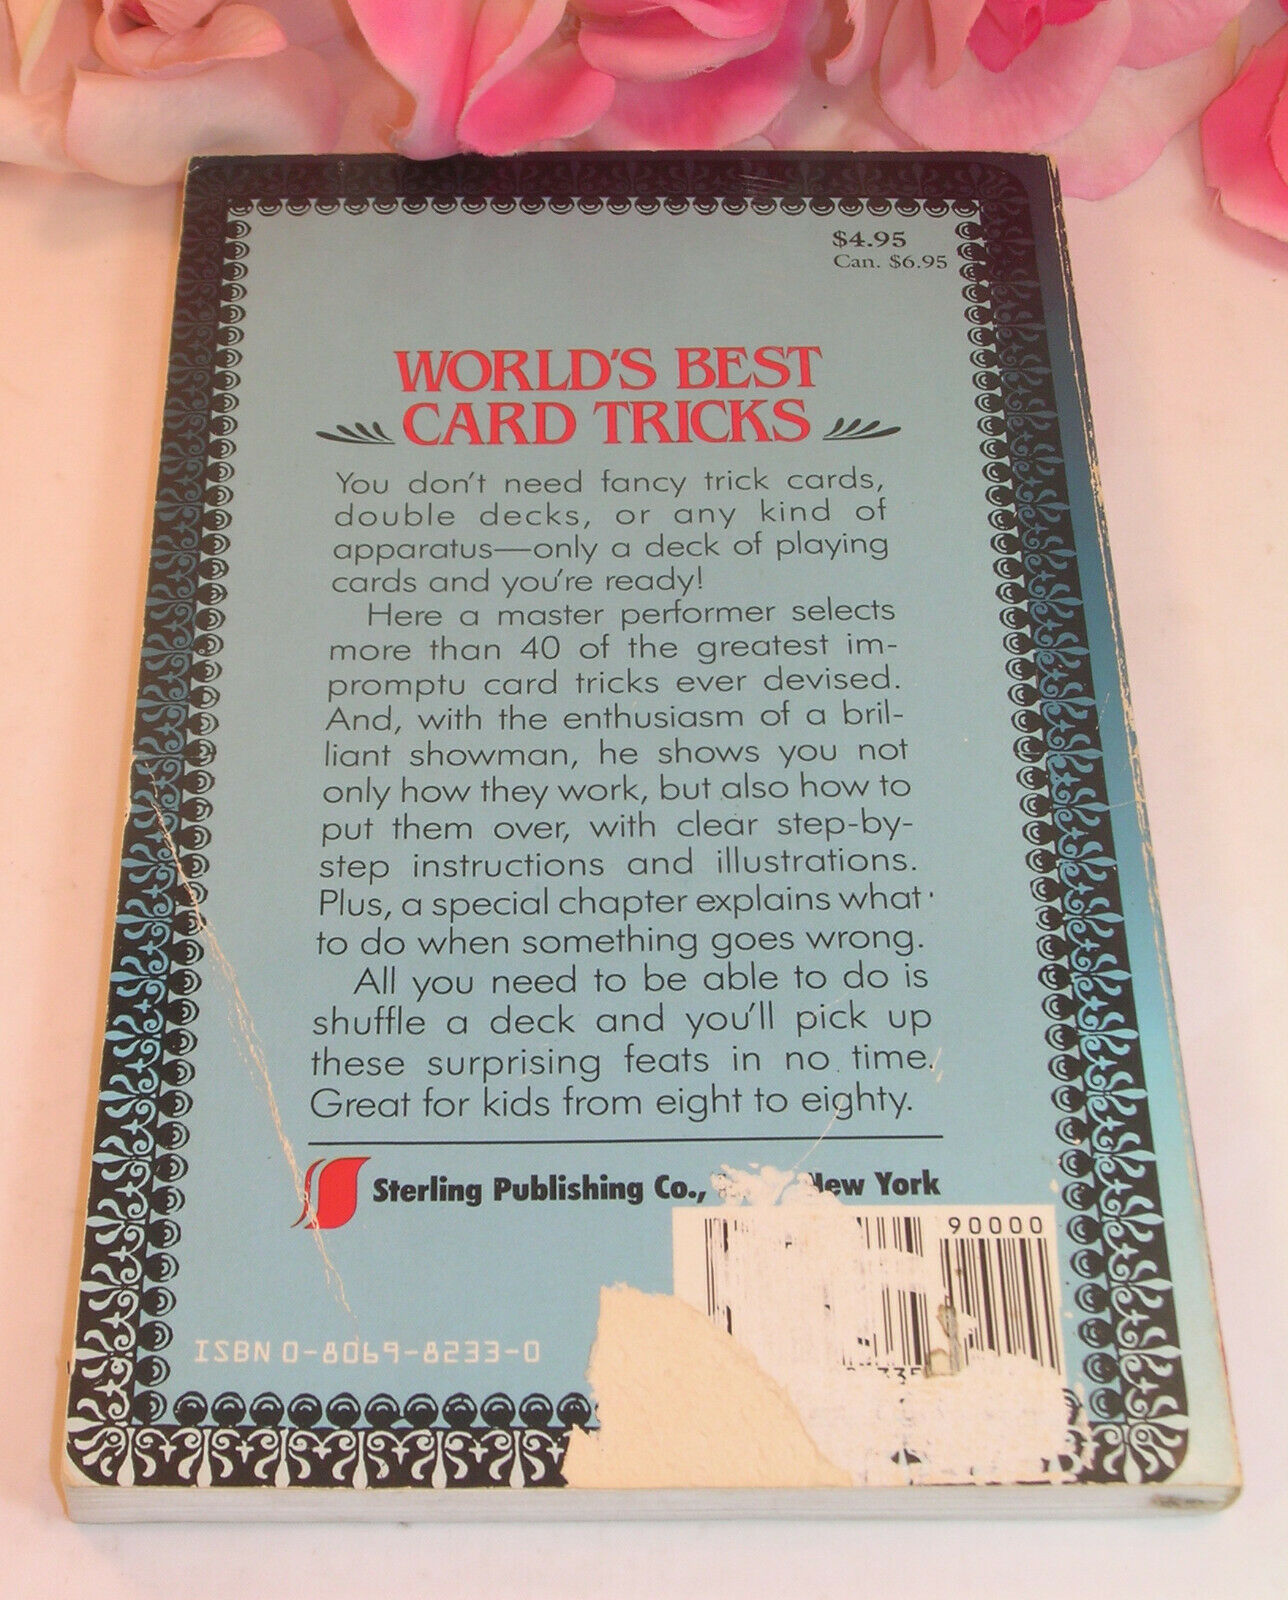 $4.95
Can. $6.95
WORLD'S BEST
CARD TRICKS
You don't need fancy trick cards,
double decks, or any kind of
apparatus—only a deck of playing
cards and you're ready!
Here a master performer selects
more than 40 of the greatest im-
promptu card tricks ever devised.
And, with the enthusiasm of a bril-
liant showman, he shows you not
only how they work, but also how to
put them over, with clear step-by-
step instructions and illustrations.
Plus, a special chapter explains what
to do when something goes wrong.
All you need to be able to do is
shuffle a deck and you'll pick up
these surprising feats in no time.
Great for kids from eight to eighty.
Sterling Publishing Co., New York
90000
ISBN 0-8069-8233-0